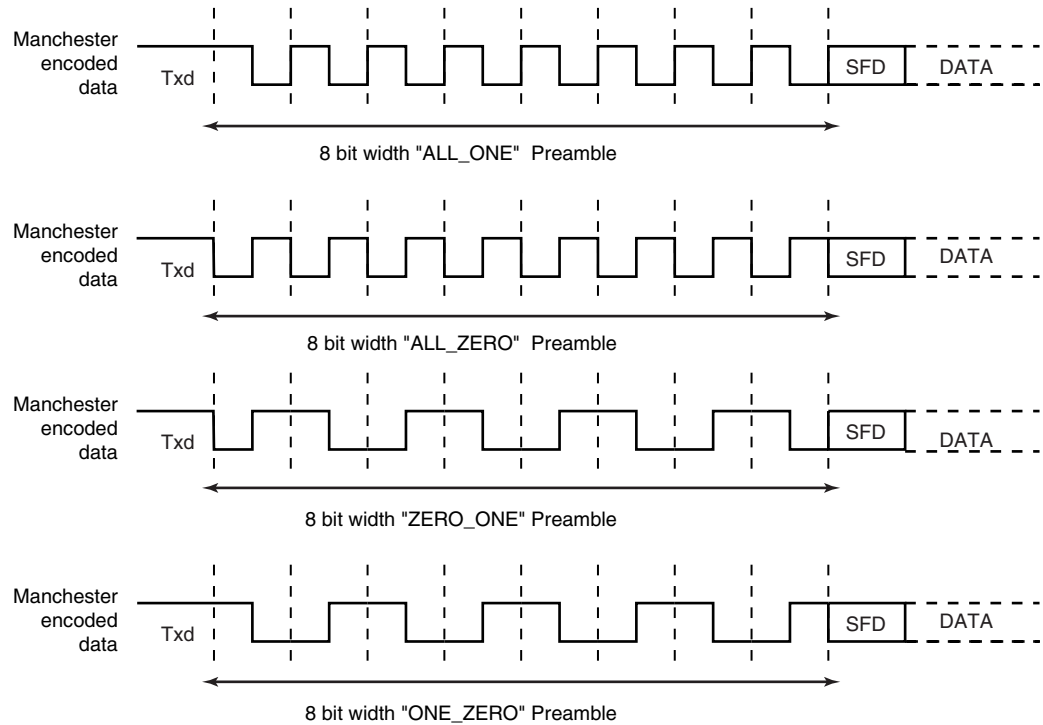 Manchester
encoded
data
Txd
SFD
DATA
8 bit width "ALL_ONE" Preamble
Manchester
encoded
data
Txd
SFD
DATA
8 bit width "ALL_ZERO" Preamble
Manchester
encoded
data
Txd
SFD
DATA
8 bit width "ZERO_ONE" Preamble
Manchester
encoded
data
Txd
SFD
DATA
8 bit width "ONE_ZERO" Preamble